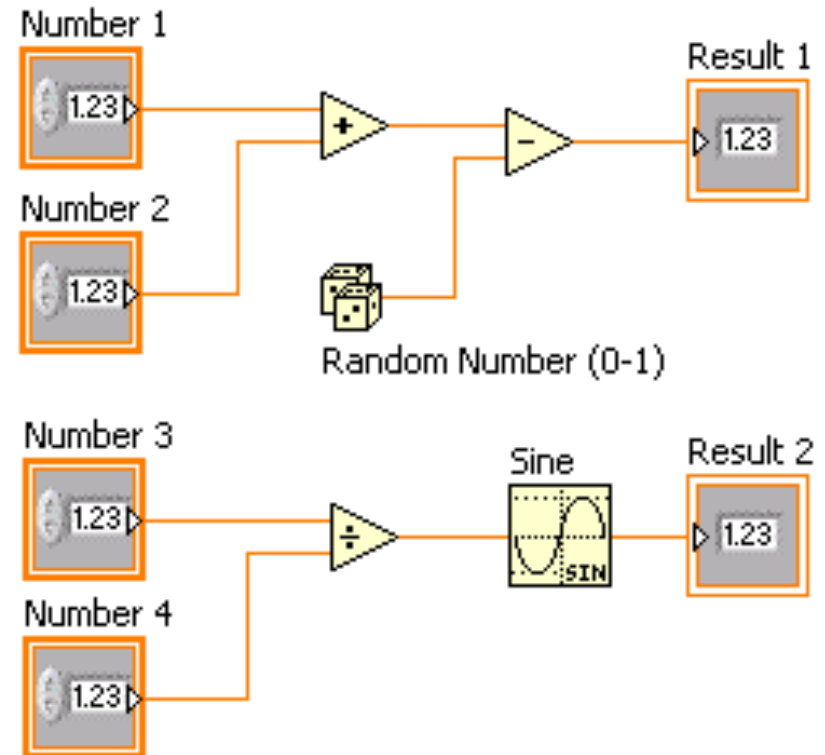 Number 1
1.23
+
-
Result 1
1.23
Number 2
1.23
Random Number (0-1)
Number 3
1.23
÷
Sine
SIN
Result 2
1.23
Number 4
1.23